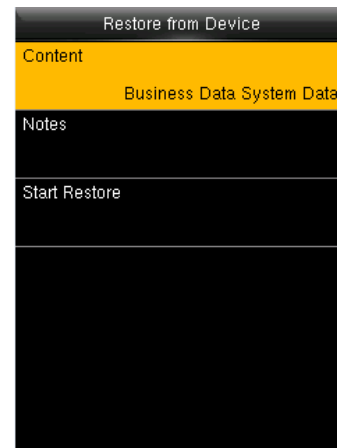 Restore from Device
Content
Business Data System Data
Notes
Start Restore